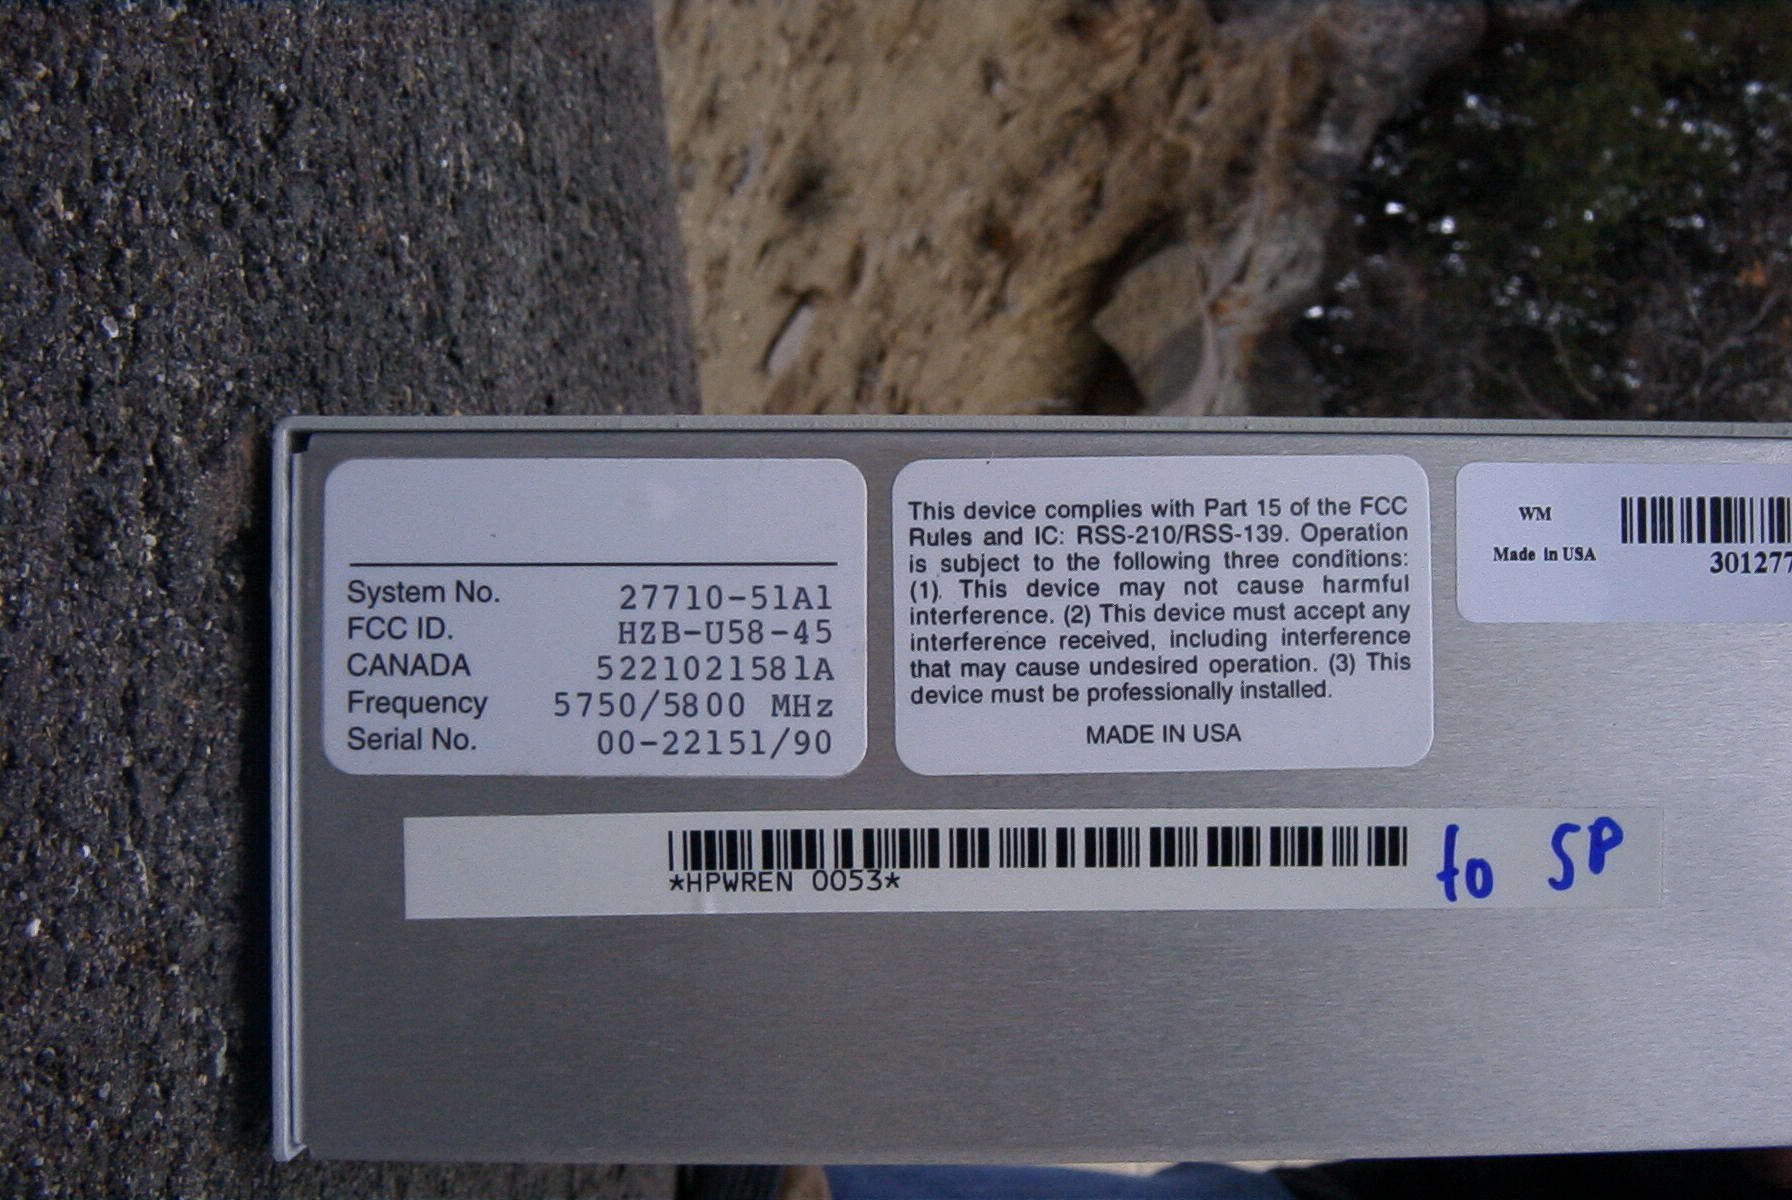 System No. 27710-51A1
FCC ID. HZB-U58-45
CANADA 5221021581A
Frequency 5750/5800 MHz
Serial No. 00-22151/90
This device complies with Part 15 of the FCC
Rules and IC: RSS-210/RSS-139. Operation
is subject to the following three conditions:
(1). This device may not cause harmful
interference. (2) This device must accept any
interference received, including interference
that may cause undesired operation. (3) This
device must be professionally installed.
MADE IN USA
WM
Made in USA
301277
*HPWREN 0053*
to SP